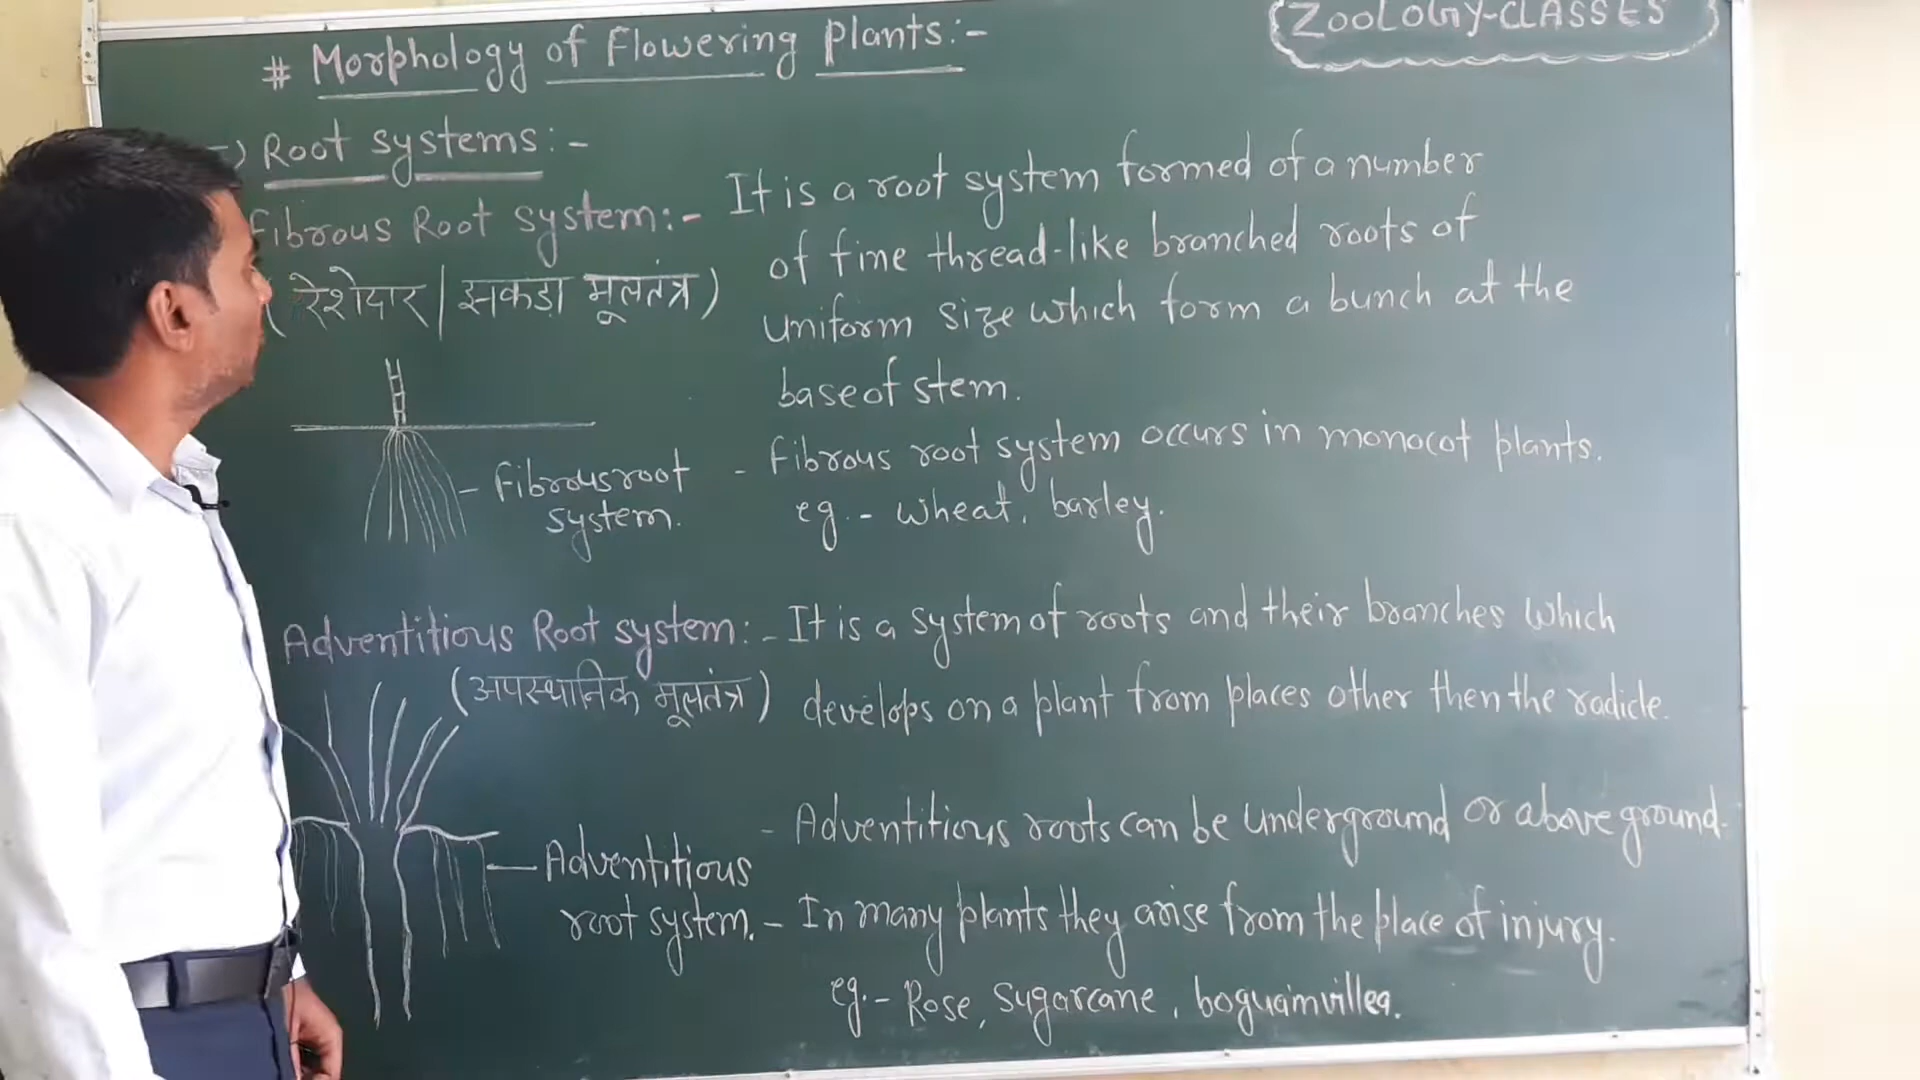 # Morphology of Flowering plants:-
ZOOLOGY-CLASSES
Root systems:-
Fibrous Root system:- It is a root system formed of a number
of fine thread-like branched roots of
(रेशेदार / झकड़ा मूलतंत्र)
uniform size which form a bunch at the
base of stem.
- Fibrous root system occurs in monocot plants.
eg.- wheat, barley.
- Fibrous root
system.
Adventitious Root system:- It is a system of roots and their branches which
(अपस्थानिक मूलतंत्र) develops on a plant from places other then the radicle.
- Adventitious roots can be underground or above ground.
- Adventitious
root system. - In many plants they arise from the place of injury.
eg.- Rose, sugarcane, boguainvillea.